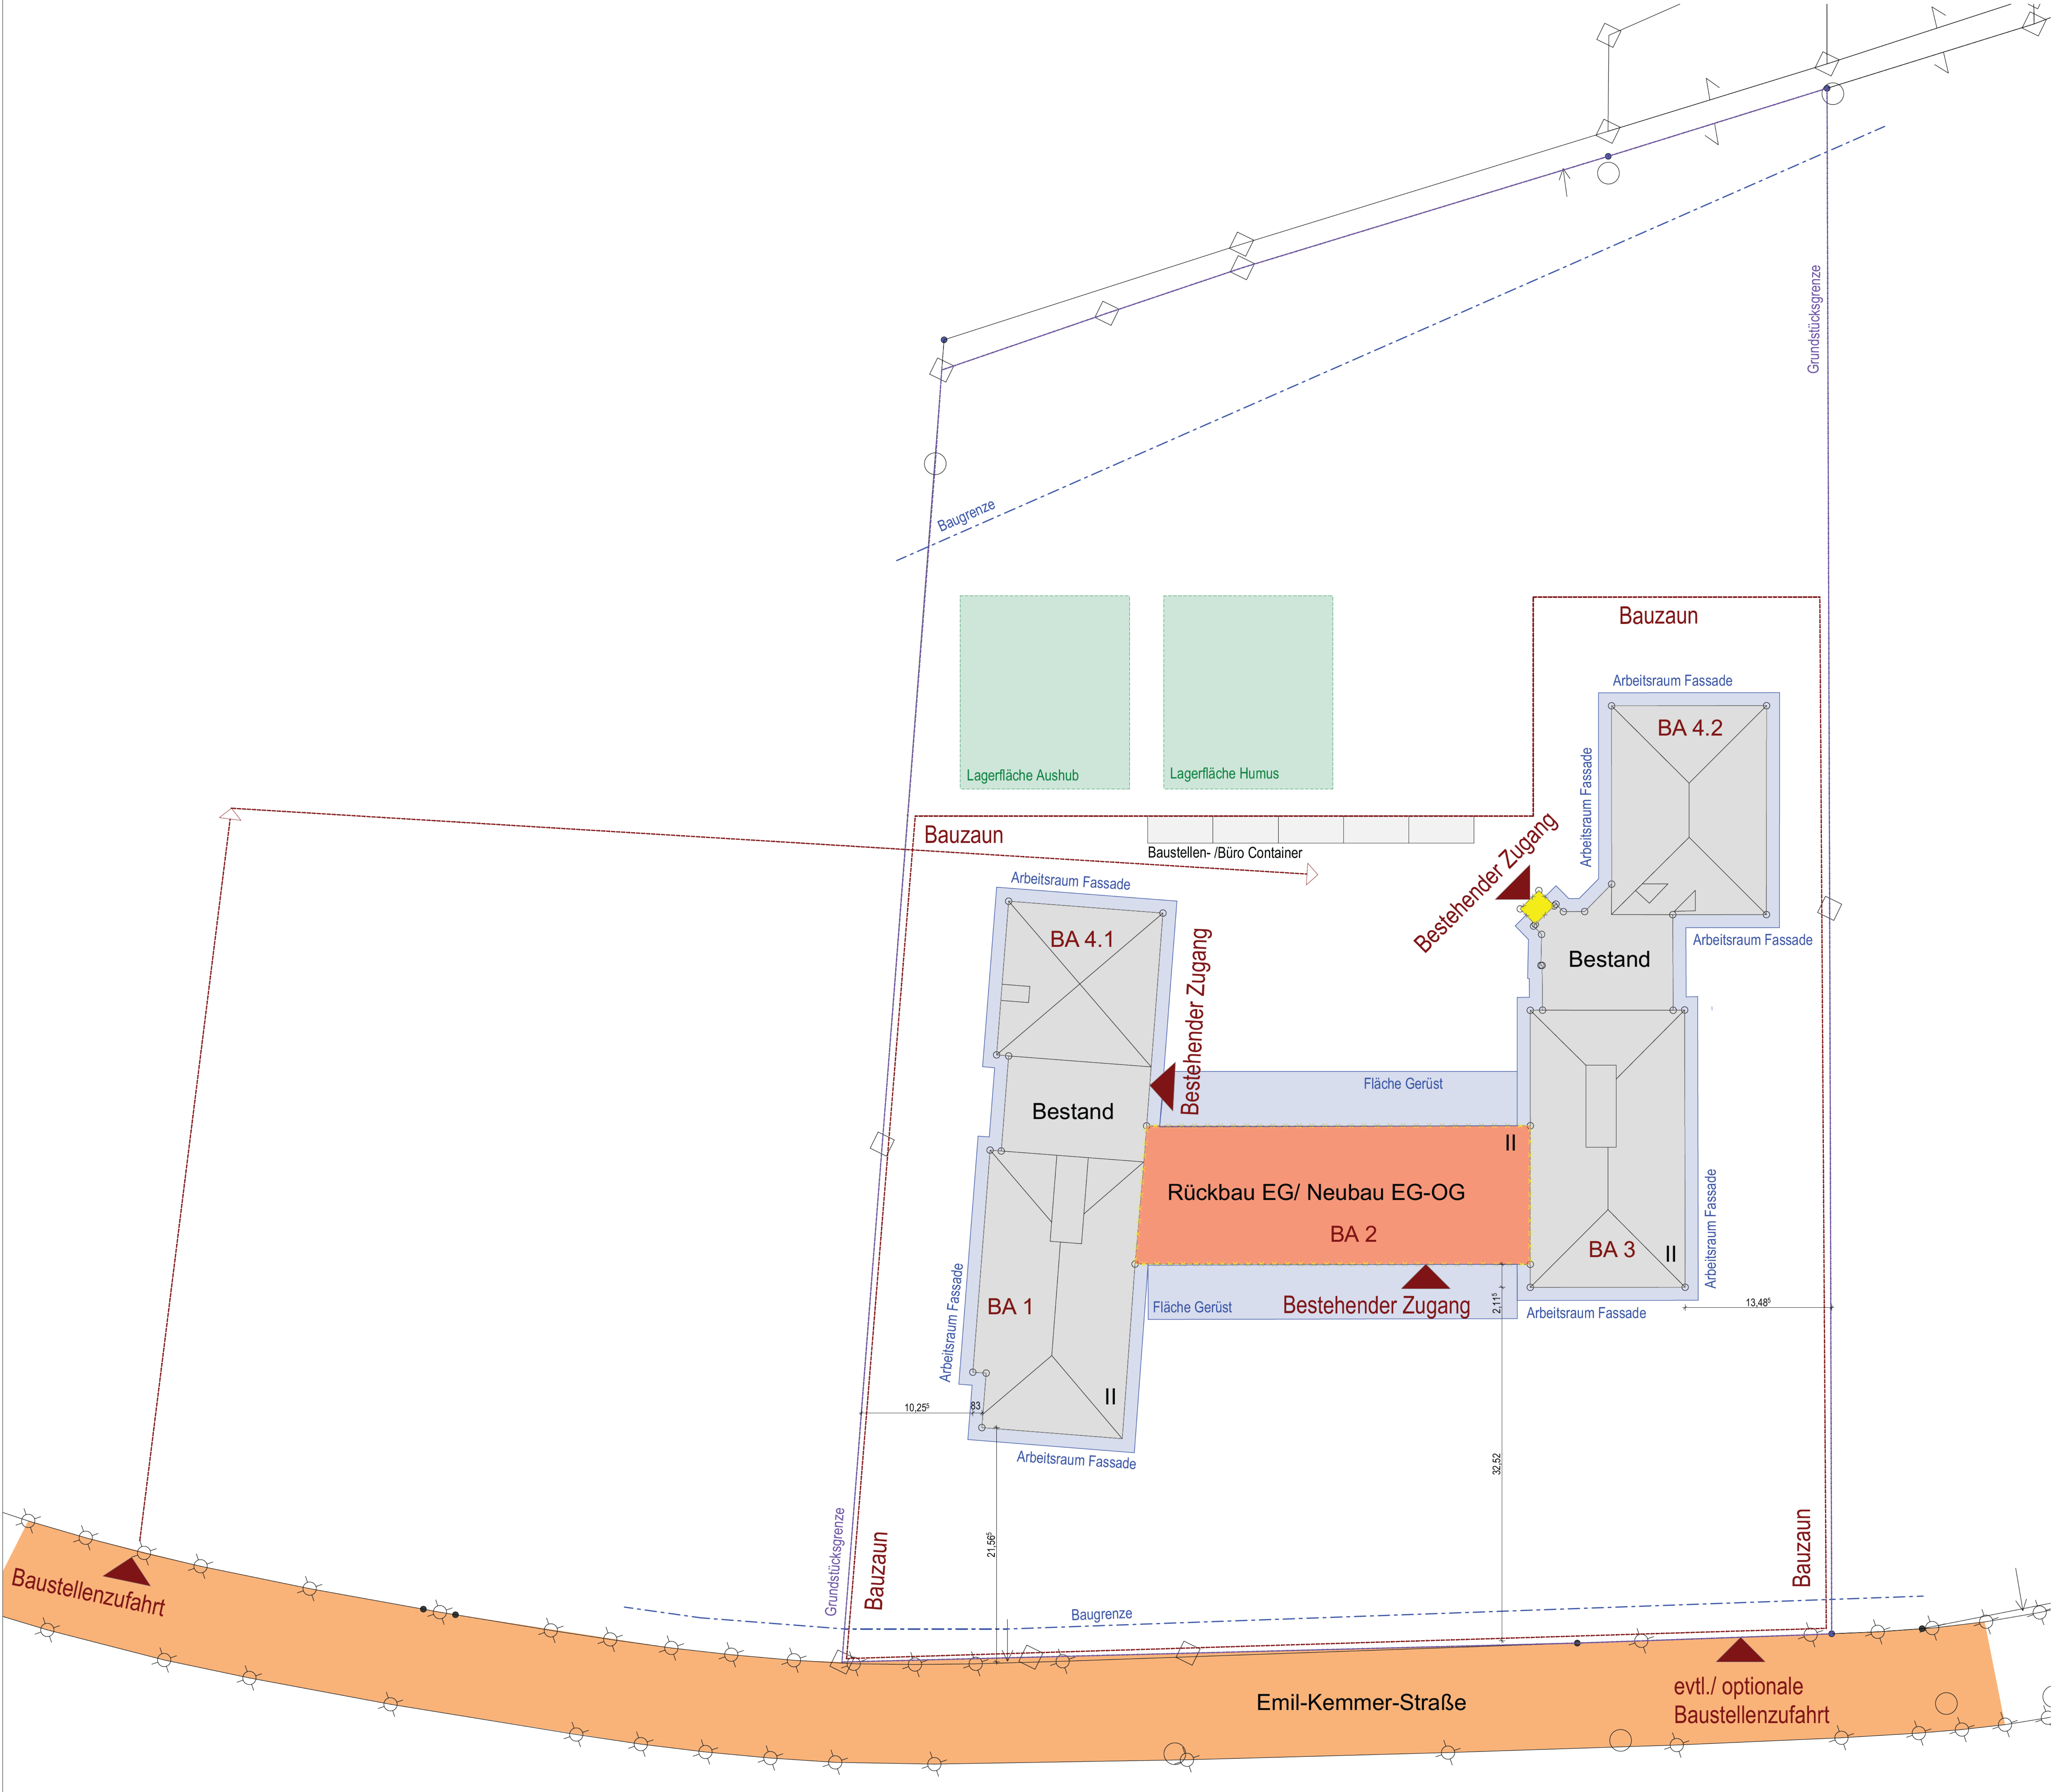 Grundstücksgrenze
Baugrenze
Bauzaun
Arbeitsraum Fassade
BA 4.2
Lagerfläche Aushub
Lagerfläche Humus
Arbeitsraum Fassade
Bauzaun
Baustellen- /Büro Container
Bestehender Zugang
Arbeitsraum Fassade
BA 4.1
Bestehender Zugang
Bestand
Arbeitsraum Fassade
Bestand
Fläche Gerüst
II
Rückbau EG/ Neubau EG-OG
BA 2
BA 3
II
Arbeitsraum Fassade
Arbeitsraum Fassade
BA 1
Fläche Gerüst
Bestehender Zugang
2,11⁵
Arbeitsraum Fassade
13,48⁵
II
10,25⁵
83
Arbeitsraum Fassade
32,52
21,56⁵
Grundstücksgrenze
Bauzaun
Bauzaun
Baustellenzufahrt
Baugrenze
Emil-Kemmer-Straße
evtl./ optionale
Baustellenzufahrt